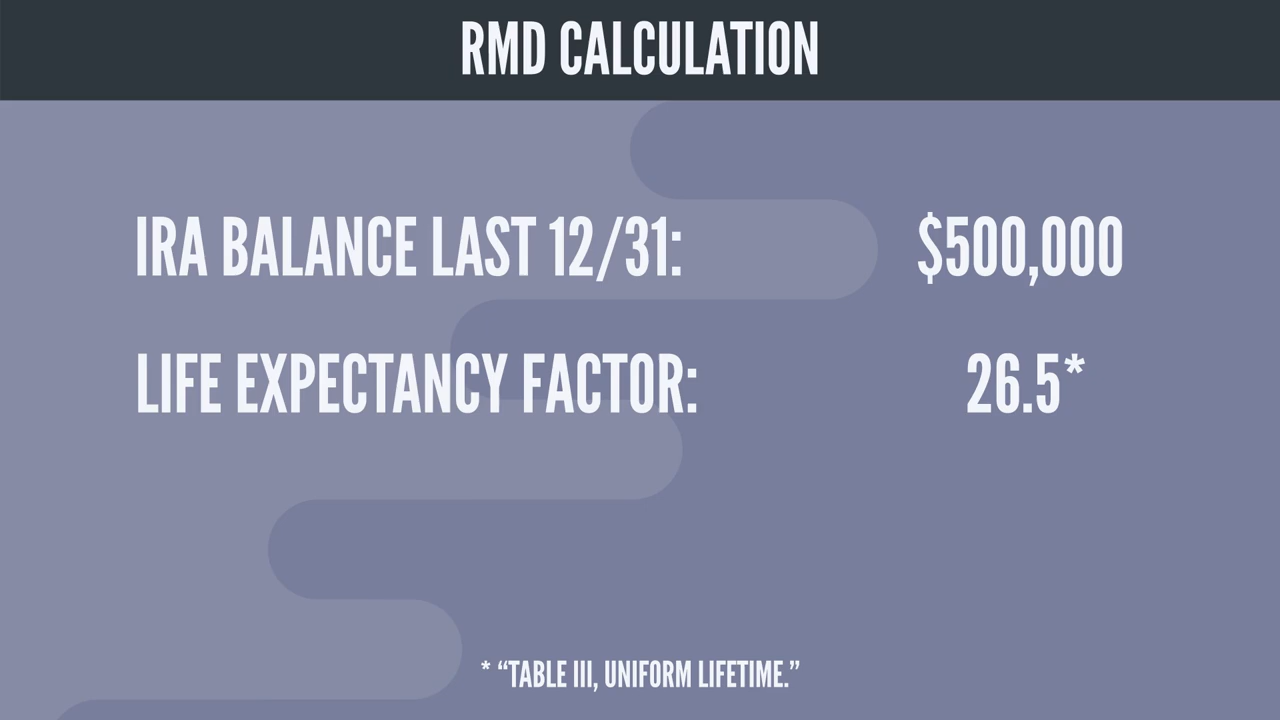 RMD CALCULATION
IRA BALANCE LAST 12/31: $500,000
LIFE EXPECTANCY FACTOR: 26.5*
* “TABLE III, UNIFORM LIFETIME.”